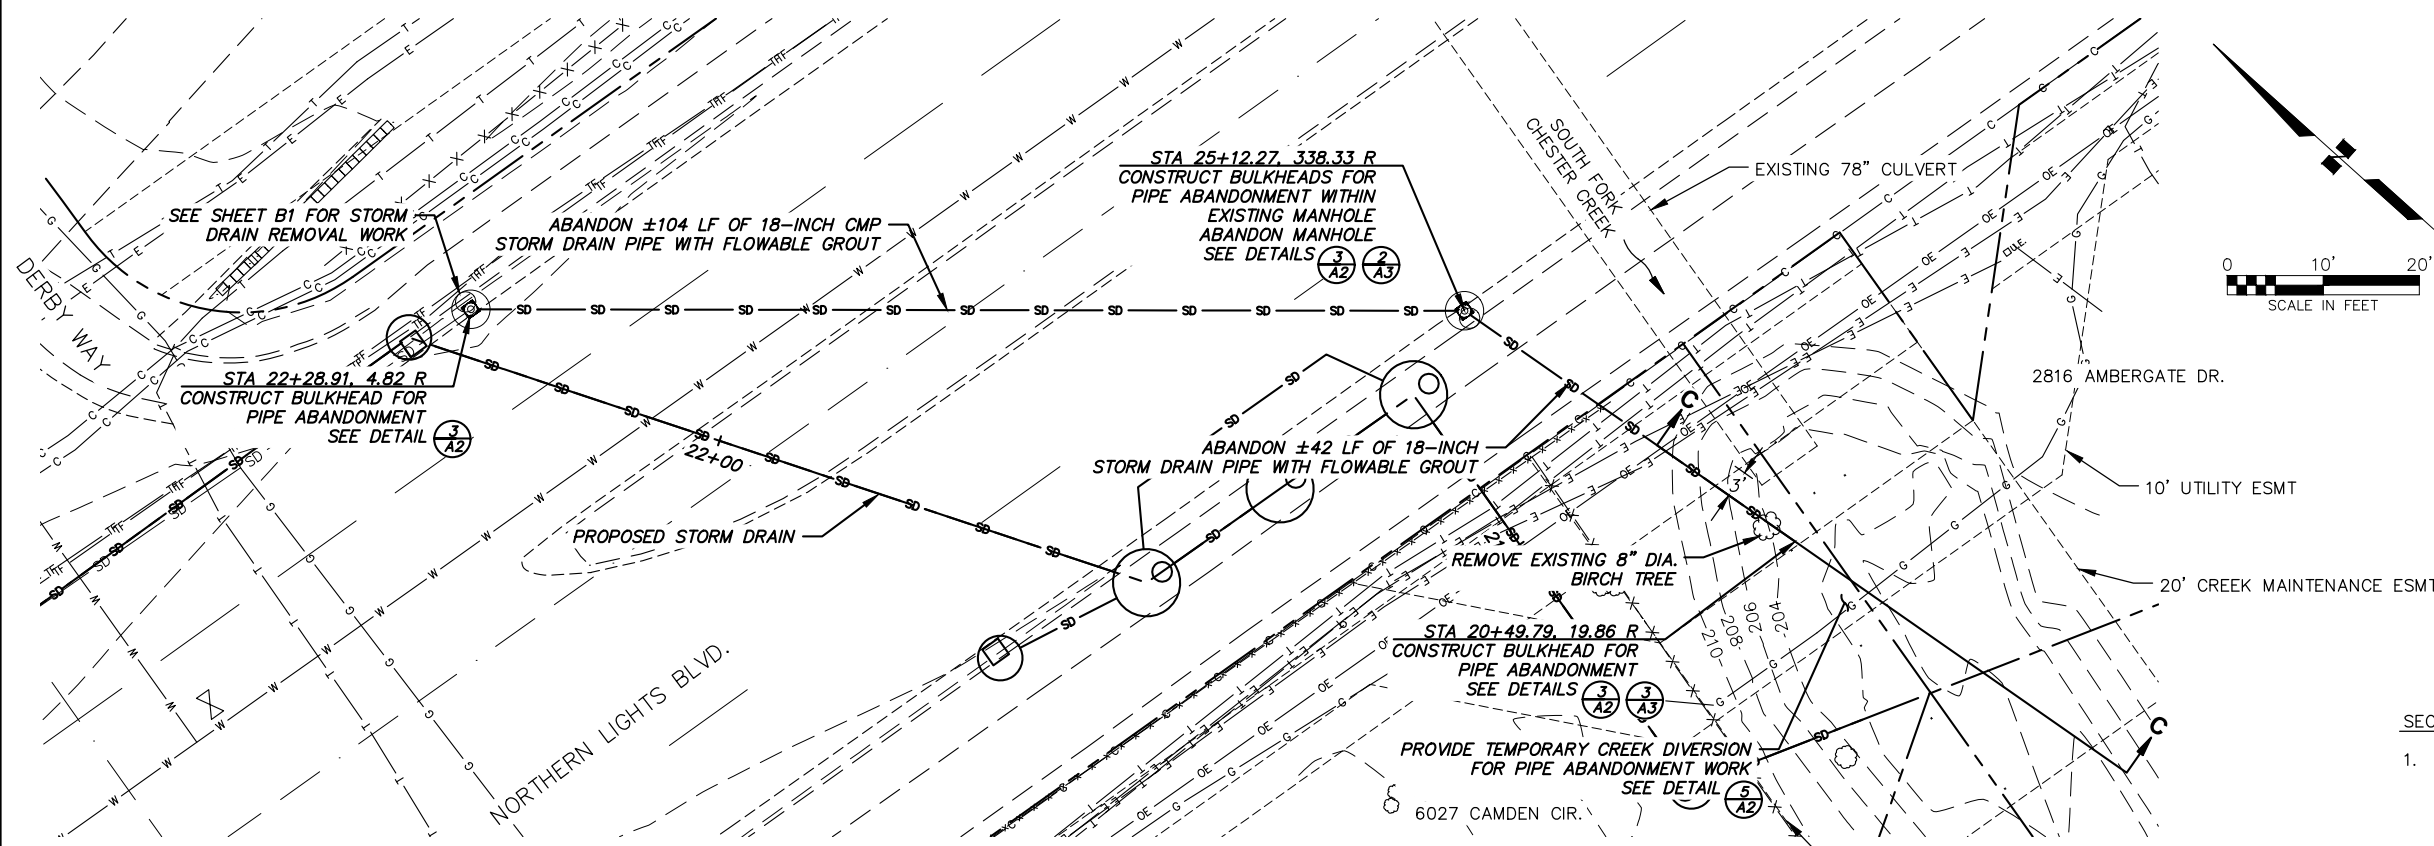 SEE SHEET B1 FOR STORM
DRAIN REMOVAL WORK
ABANDON ±104 LF OF 18-INCH CMP
STORM DRAIN PIPE WITH FLOWABLE GROUT
STA 25+12.27, 338.33 R
CONSTRUCT BULKHEADS FOR
PIPE ABANDONMENT WITHIN
EXISTING MANHOLE
ABANDON MANHOLE
SEE DETAILS 3 A2 2 A3
SOUTH FORK
CHESTER CREEK
EXISTING 78" CULVERT
0 10' 20'
SCALE IN FEET
DERBY WAY
STA 22+28.91, 4.82 R
CONSTRUCT BULKHEAD FOR
PIPE ABANDONMENT
SEE DETAIL 3 A2
22+00
PROPOSED STORM DRAIN
ABANDON ±42 LF OF 18-INCH
STORM DRAIN PIPE WITH FLOWABLE GROUT
C
3'
2816 AMBERGATE DR.
10' UTILITY ESMT
20' CREEK MAINTENANCE ESMT
REMOVE EXISTING 8" DIA.
BIRCH TREE
STA 20+49.79, 19.86 R
CONSTRUCT BULKHEAD FOR
PIPE ABANDONMENT
SEE DETAILS 3 A2 3 A3
210
208
206
204
PROVIDE TEMPORARY CREEK DIVERSION
FOR PIPE ABANDONMENT WORK
SEE DETAIL 5 A2
6027 CAMDEN CIR.
NORTHERN LIGHTS BLVD.
C
SEC
1.